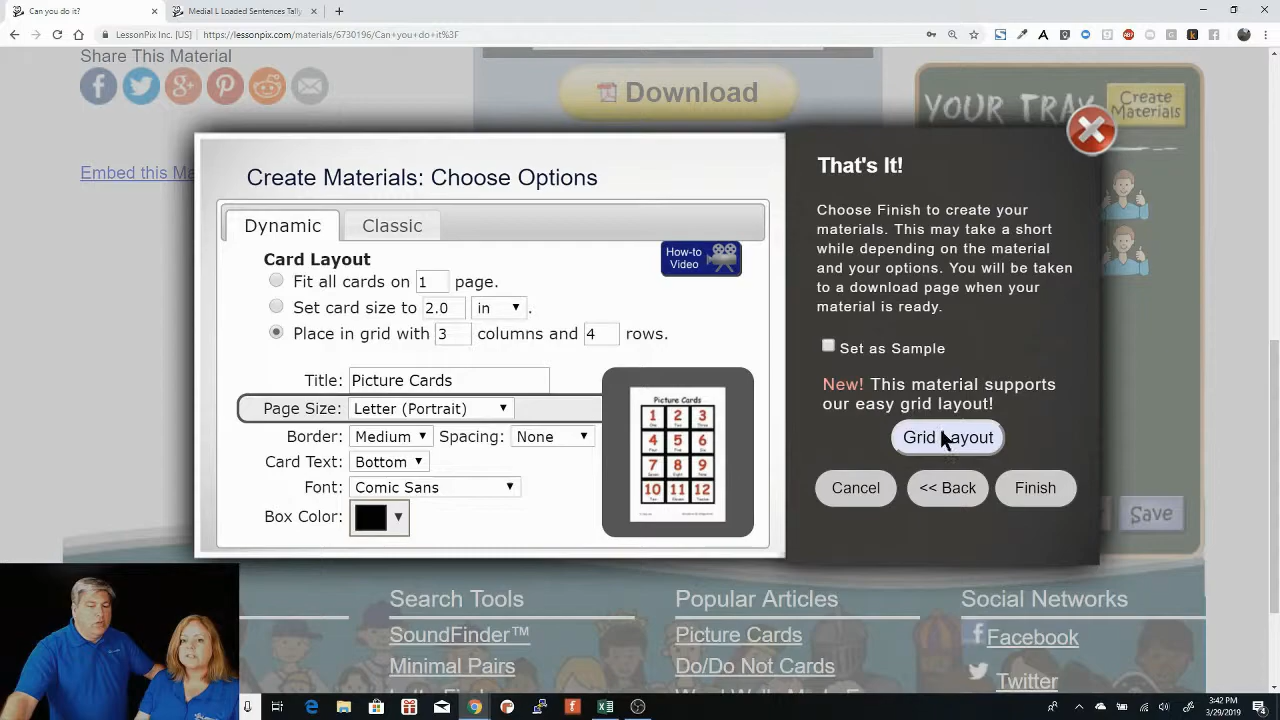 Can you do it?
Medial L Loaded Sentences Tally
LessonPix Inc. [US]
https://lessonpix.com/materials/6730196/Can+you+do+it%3F
Share This Material
Embed this Ma
Download
YOUR TRAY
Create
Materials
Create Materials: Choose Options
Dynamic
Classic
How-to
Video
Card Layout
Fit all cards on 1 page.
Set card size to 2.0 in .
Place in grid with 3 columns and 4 rows.
Title: Picture Cards
Page Size: Letter (Portrait)
Border: Medium Spacing: None
Card Text: Bottom
Font: Comic Sans
Box Color:
Picture Cards
1 2 3
4 5 6
7 8 9
10 11 12
That's It!
Choose Finish to create your
materials. This may take a short
while depending on the material
and your options. You will be taken
to a download page when your
material is ready.
Set as Sample
New! This material supports
our easy grid layout!
Grid Layout
Cancel
<< Back
Finish
Save
Search Tools
SoundFinder™
Minimal Pairs
Popular Articles
Picture Cards
Do/Do Not Cards
Social Networks
Facebook
Twitter
3:42 PM
3/29/2019